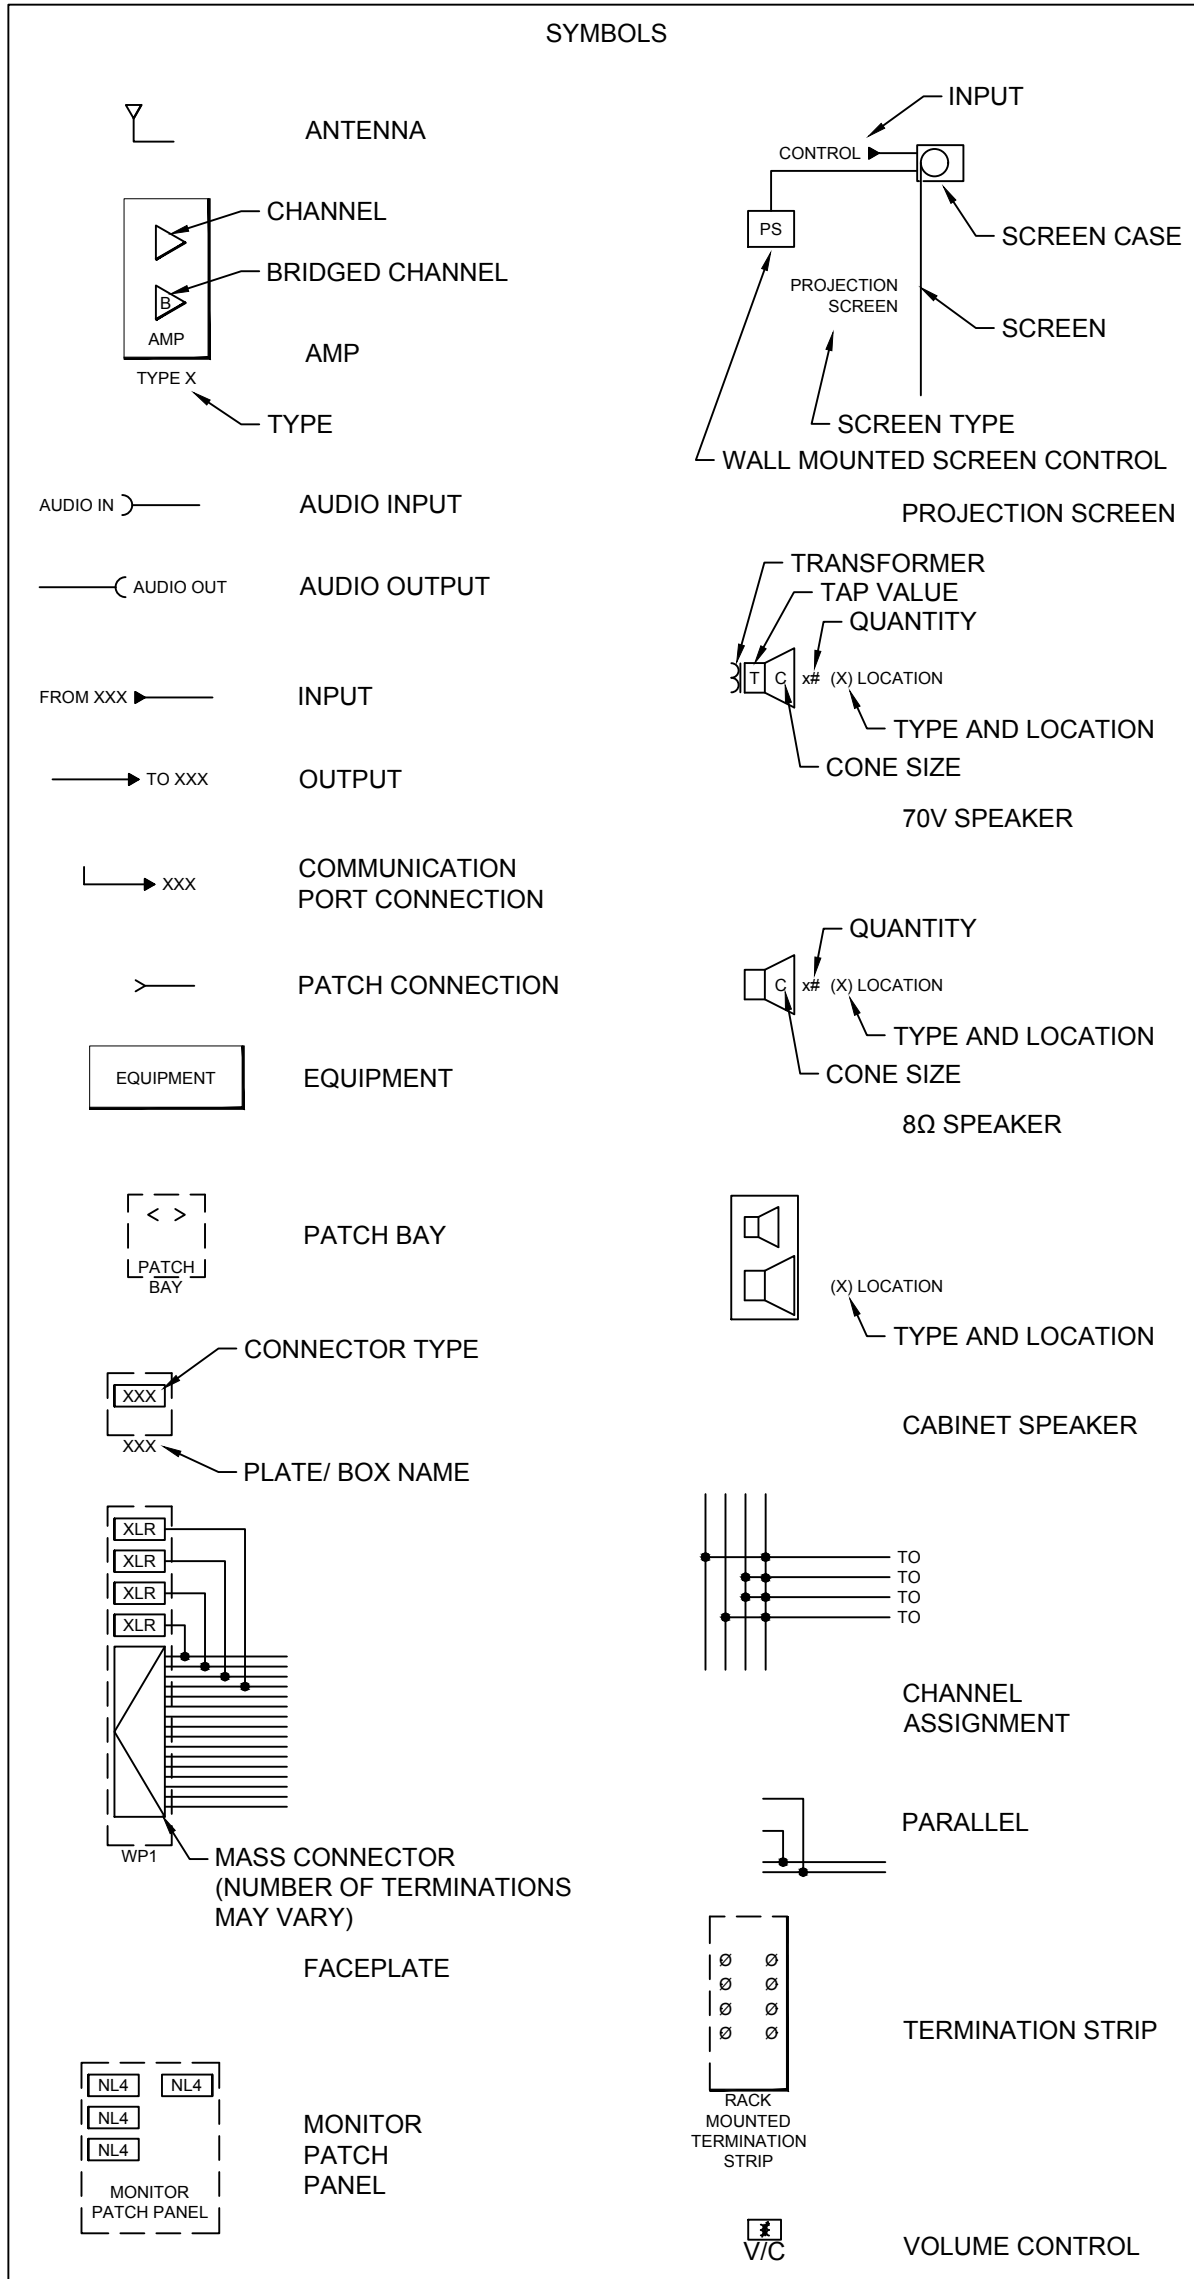 SYMBOLS
ANTENNA
CHANNEL
BRIDGED CHANNEL
B
AMP
AMP
TYPE X
TYPE
AUDIO IN
AUDIO INPUT
AUDIO OUT
AUDIO OUTPUT
FROM XXX
INPUT
TO XXX
OUTPUT
XXX
COMMUNICATION
PORT CONNECTION
PATCH CONNECTION
EQUIPMENT
EQUIPMENT
< >
PATCH
BAY
PATCH BAY
CONNECTOR TYPE
XXX
XXX
PLATE/ BOX NAME
XLR
XLR
XLR
XLR
WP1
MASS CONNECTOR
(NUMBER OF TERMINATIONS
MAY VARY)
FACEPLATE
NL4 NL4
NL4
NL4
MONITOR
PATCH PANEL
MONITOR
PATCH
PANEL
INPUT
CONTROL
SCREEN CASE
PS
PROJECTION
SCREEN
SCREEN
SCREEN TYPE
WALL MOUNTED SCREEN CONTROL
PROJECTION SCREEN
TRANSFORMER
TAP VALUE
QUANTITY
T C x# (X) LOCATION
TYPE AND LOCATION
CONE SIZE
70V SPEAKER
QUANTITY
C x# (X) LOCATION
TYPE AND LOCATION
CONE SIZE
8Ω SPEAKER
(X) LOCATION
TYPE AND LOCATION
CABINET SPEAKER
TO
TO
TO
TO
CHANNEL
ASSIGNMENT
PARALLEL
Ø Ø
Ø Ø
Ø Ø
Ø Ø
TERMINATION STRIP
RACK
MOUNTED
TERMINATION
STRIP
V/C
VOLUME CONTROL